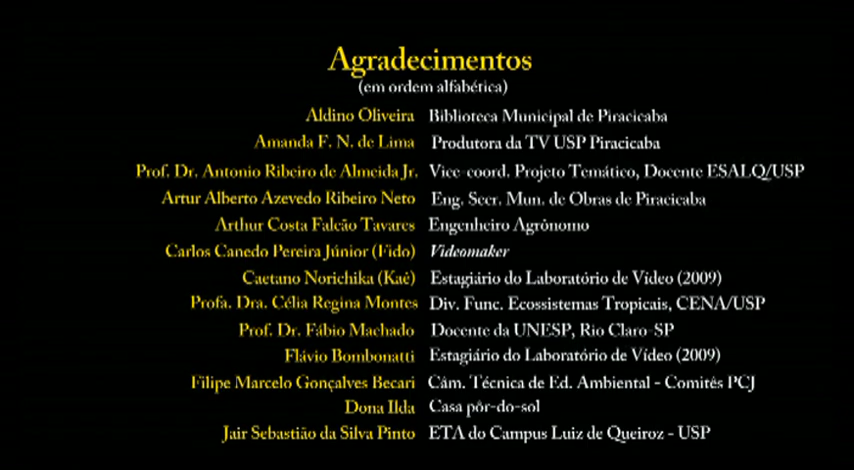 Agradecimentos
(em ordem alfabética)
Aldino Oliveira Biblioteca Municipal de Piracicaba
Amanda F. N. de Lima Produtora da TV USP Piracicaba
Prof. Dr. Antonio Ribeiro de Almeida Jr. Vice-coord. Projeto Temático, Docente ESALQ/USP
Artur Alberto Azevedo Ribeiro Neto Eng. Secr. Mun. de Obras de Piracicaba
Arthur Costa Falcão Tavares Engenheiro Agrônomo
Carlos Canedo Pereira Júnior (Fido) Videomaker
Caetano Norichika (Kaé) Estagiário do Laboratório de Vídeo (2009)
Profa. Dra. Célia Regina Montes Div. Func. Ecossistemas Tropicais, CENA/USP
Prof. Dr. Fábio Machado Docente da UNESP, Rio Claro-SP
Flávio Bombonatti Estagiário do Laboratório de Vídeo (2009)
Filipe Marcelo Gonçalves Becari Câm. Técnica de Ed. Ambiental - Comitês PCJ
Dona Ilda Casa pôr-do-sol
Jair Sebastião da Silva Pinto ETA do Campus Luiz de Queiroz - USP